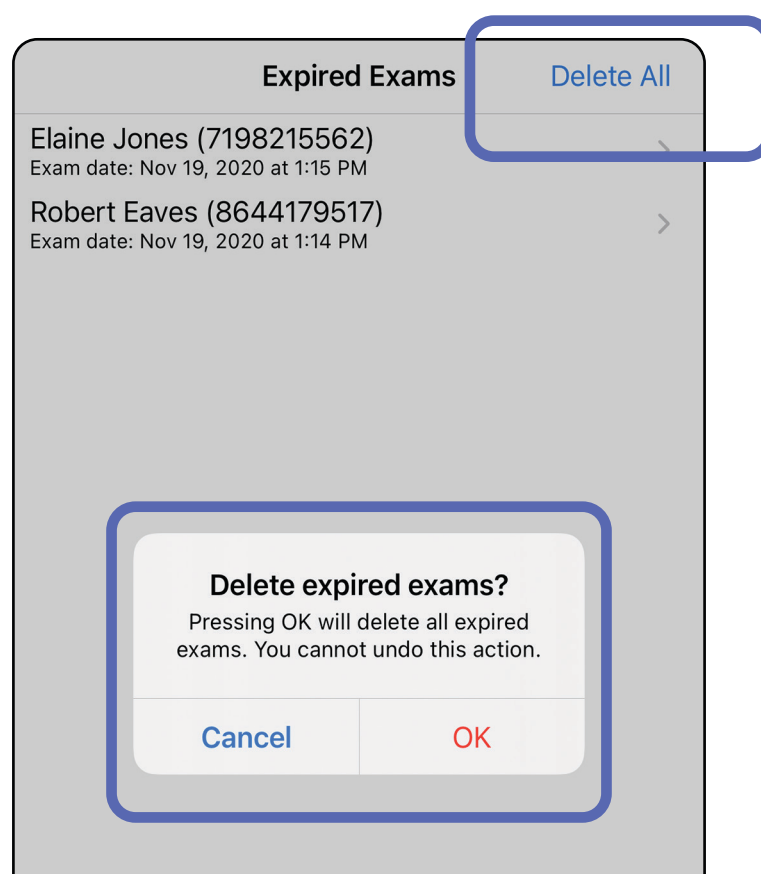 Expired Exams Delete All
Elaine Jones (7198215562)
Exam date: Nov 19, 2020 at 1:15 PM
Robert Eaves (8644179517)
Exam date: Nov 19, 2020 at 1:14 PM
Delete expired exams?
Pressing OK will delete all expired
exams. You cannot undo this action.
Cancel OK